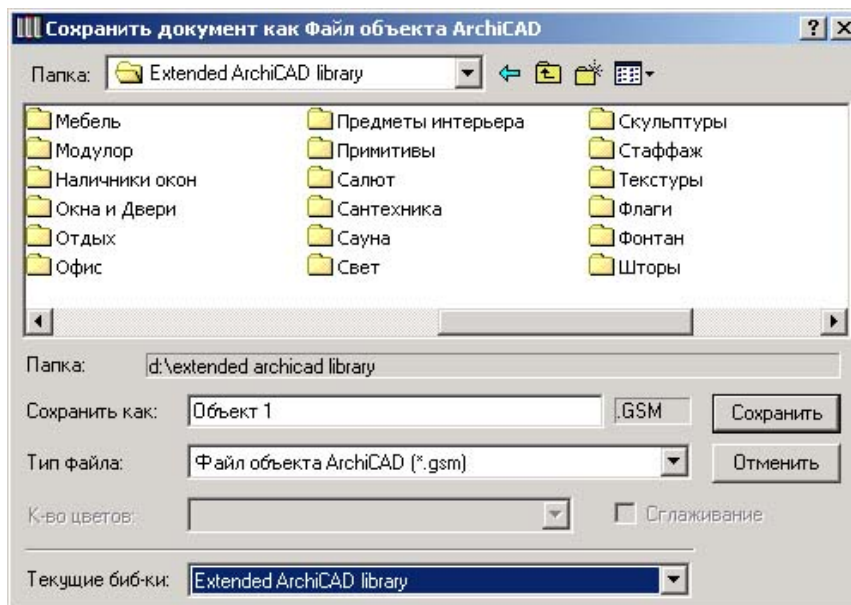 Сохранить документ как Файл объекта ArchiCAD
Папка: Extended ArchiCAD library
Мебель Предметы интерьера Скульптуры
Модулор Примитивы Стаффаж
Наличники окон Салют Текстуры
Окна и Двери Сантехника Флаги
Отдых Сауна Фонтан
Офис Свет Шторы
Папка: d:\extended archicad library
Сохранить как: Объект 1 .GSM Сохранить
Тип файла: Файл объекта ArchiCAD (*.gsm) Отменить
К-во цветов: Сглаживание
Текущие биб-ки: Extended ArchiCAD library